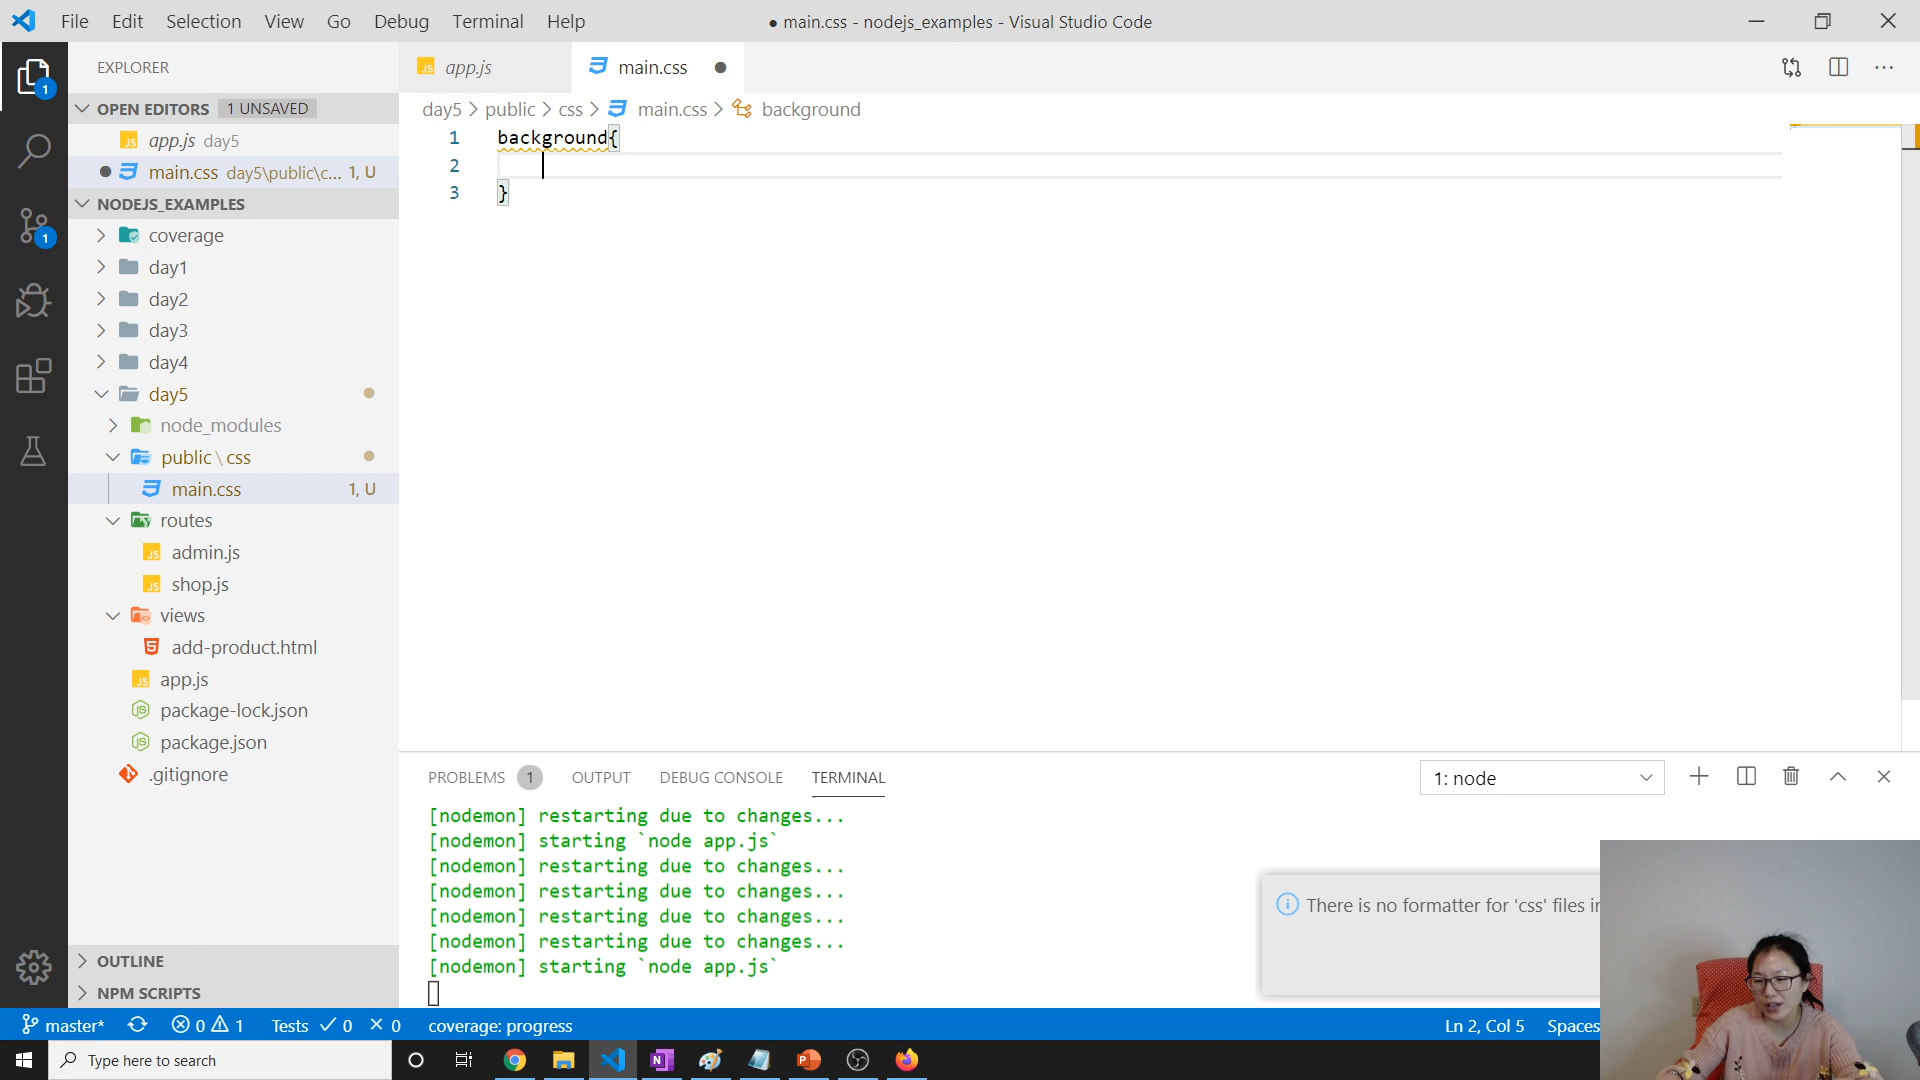 File Edit Selection View Go Debug Terminal Help
● main.css - nodejs_examples - Visual Studio Code
EXPLORER
OPEN EDITORS 1 UNSAVED
app.js day5
main.css day5\public\c... 1, U
NODEJS_EXAMPLES
coverage
day1
day2
day3
day4
day5
node_modules
public \ css
main.css 1, U
routes
admin.js
shop.js
views
add-product.html
app.js
package-lock.json
package.json
.gitignore
OUTLINE
NPM SCRIPTS
app.js
main.css
day5 > public > css > main.css > background
1 background{
2
3 }
PROBLEMS 1 OUTPUT DEBUG CONSOLE TERMINAL
1: node
[nodemon] restarting due to changes...
[nodemon] starting `node app.js`
[nodemon] restarting due to changes...
[nodemon] restarting due to changes...
[nodemon] restarting due to changes...
[nodemon] restarting due to changes...
[nodemon] starting `node app.js`
There is no formatter for 'css' files in
master* 0 1 Tests 0 0 coverage: progress
Ln 2, Col 5 Spaces
Type here to search